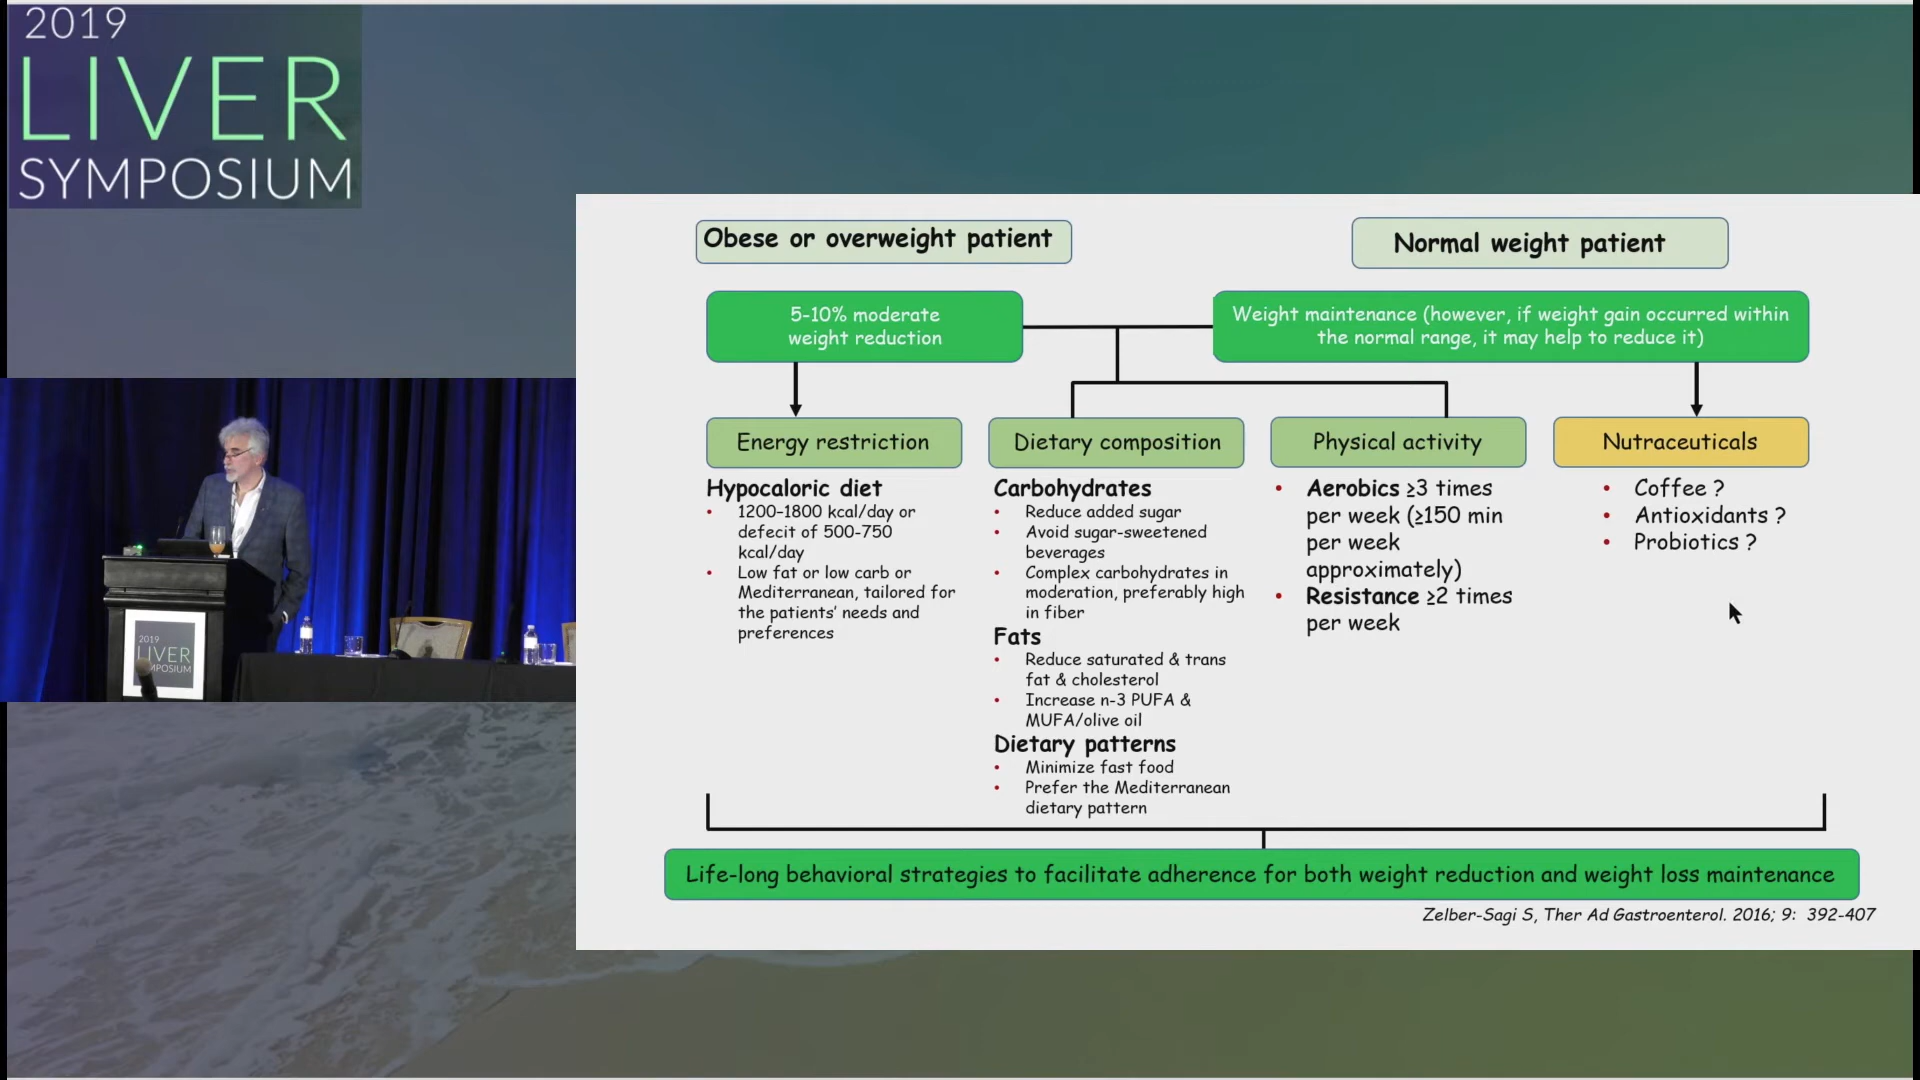 2019
LIVER
SYMPOSIUM
Obese or overweight patient
Normal weight patient
5-10% moderate
weight reduction
Weight maintenance (however, if weight gain occurred within
the normal range, it may help to reduce it)
Energy restriction
Dietary composition
Physical activity
Nutraceuticals
Hypocaloric diet
• 1200-1800 kcal/day or
defecit of 500-750
kcal/day
• Low fat or low carb or
Mediterranean, tailored for
the patients' needs and
preferences
Carbohydrates
• Reduce added sugar
• Avoid sugar-sweetened
beverages
• Complex carbohydrates in
moderation, preferably high
in fiber
Fats
• Reduce saturated & trans
fat & cholesterol
• Increase n-3 PUFA &
MUFA/olive oil
Dietary patterns
• Minimize fast food
• Prefer the Mediterranean
dietary pattern
• Aerobics ≥3 times
per week (≥150 min
per week
approximately)
• Resistance ≥2 times
per week
• Coffee ?
• Antioxidants ?
• Probiotics ?
Life-long behavioral strategies to facilitate adherence for both weight reduction and weight loss maintenance
Zelber-Sagi S, Ther Ad Gastroenterol. 2016; 9: 392-407
2019
LIVER